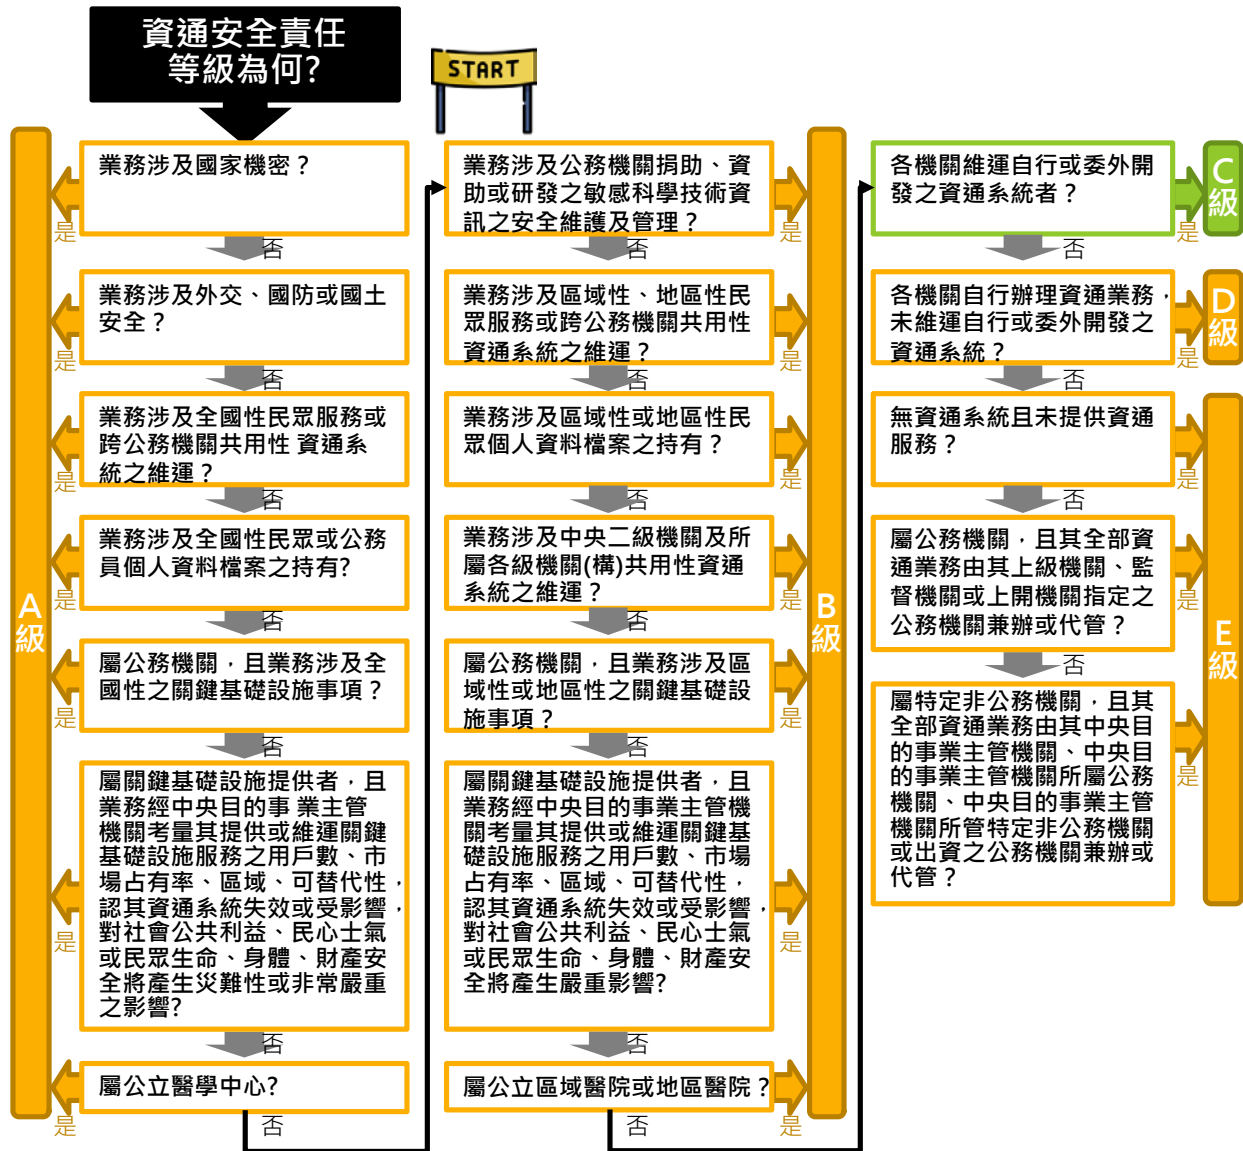 資通安全責任
等級為何?
START
A
級
業務涉及國家機密？
是
否
業務涉及外交、國防或國土
安全？
是
否
業務涉及全國性民眾服務或
跨公務機關共用性 資通系
統之維運？
是
否
業務涉及全國性民眾或公務
員個人資料檔案之持有?
是
否
屬公務機關，且業務涉及全
國性之關鍵基礎設施事項？
是
否
屬關鍵基礎設施提供者，且
業務經中央目的事 業主管
機關考量其提供或維運關鍵
基礎設施服務之用戶數、市
場占有率、區域、可替代性，
認其資通系統失效或受影響，
對社會公共利益、民心士氣
或民眾生命、身體、財產安
全將產生災難性或非常嚴重
之影響?
是
否
屬公立醫學中心?
是
否
業務涉及公務機關捐助、資
助或研發之敏感科學技術資
訊之安全維護及管理？
是
否
業務涉及區域性、地區性民
眾服務或跨公務機關共用性
資通系統之維運？
是
否
業務涉及區域性或地區性民
眾個人資料檔案之持有？
是
否
業務涉及中央二級機關及所
屬各級機關(構)共用性資通
系統之維運？
是
否
屬公務機關，且業務涉及區
域性或地區性之關鍵基礎設
施事項？
是
否
屬關鍵基礎設施提供者，且
業務經中央目的事 業主管機
關考量其提供或維運關鍵基
礎設施服務之用戶數、市場
占有率、區域、可替代性，
認其資通系統失效或受影響，
對社會公共利益、民心士氣
或民眾生命、身體、財產安
全將產生嚴重影響?
是
否
屬公立區域醫院或地區醫院？
是
否
B
級
各機關維運自行或委外開
發之資通系統者？
是
C
級
否
各機關自行辦理資通業務，
未維運自行或委外開發之
資通系統？
是
D
級
否
無資通系統且未提供資通
服務？
是
否
屬公務機關，且其全部資
通業務由其上級機關、監
督機關或上開機關指定之
公務機關兼辦或代管？
是
否
屬特定非公務機關，且其
全部資通業務由其中央目
的事業主管機關、中央目
的事業主管機關所屬公務
機關、中央目的事業主管
機關所管特定非公務機關
或出資之公務機關兼辦或
代管？
是
E
級